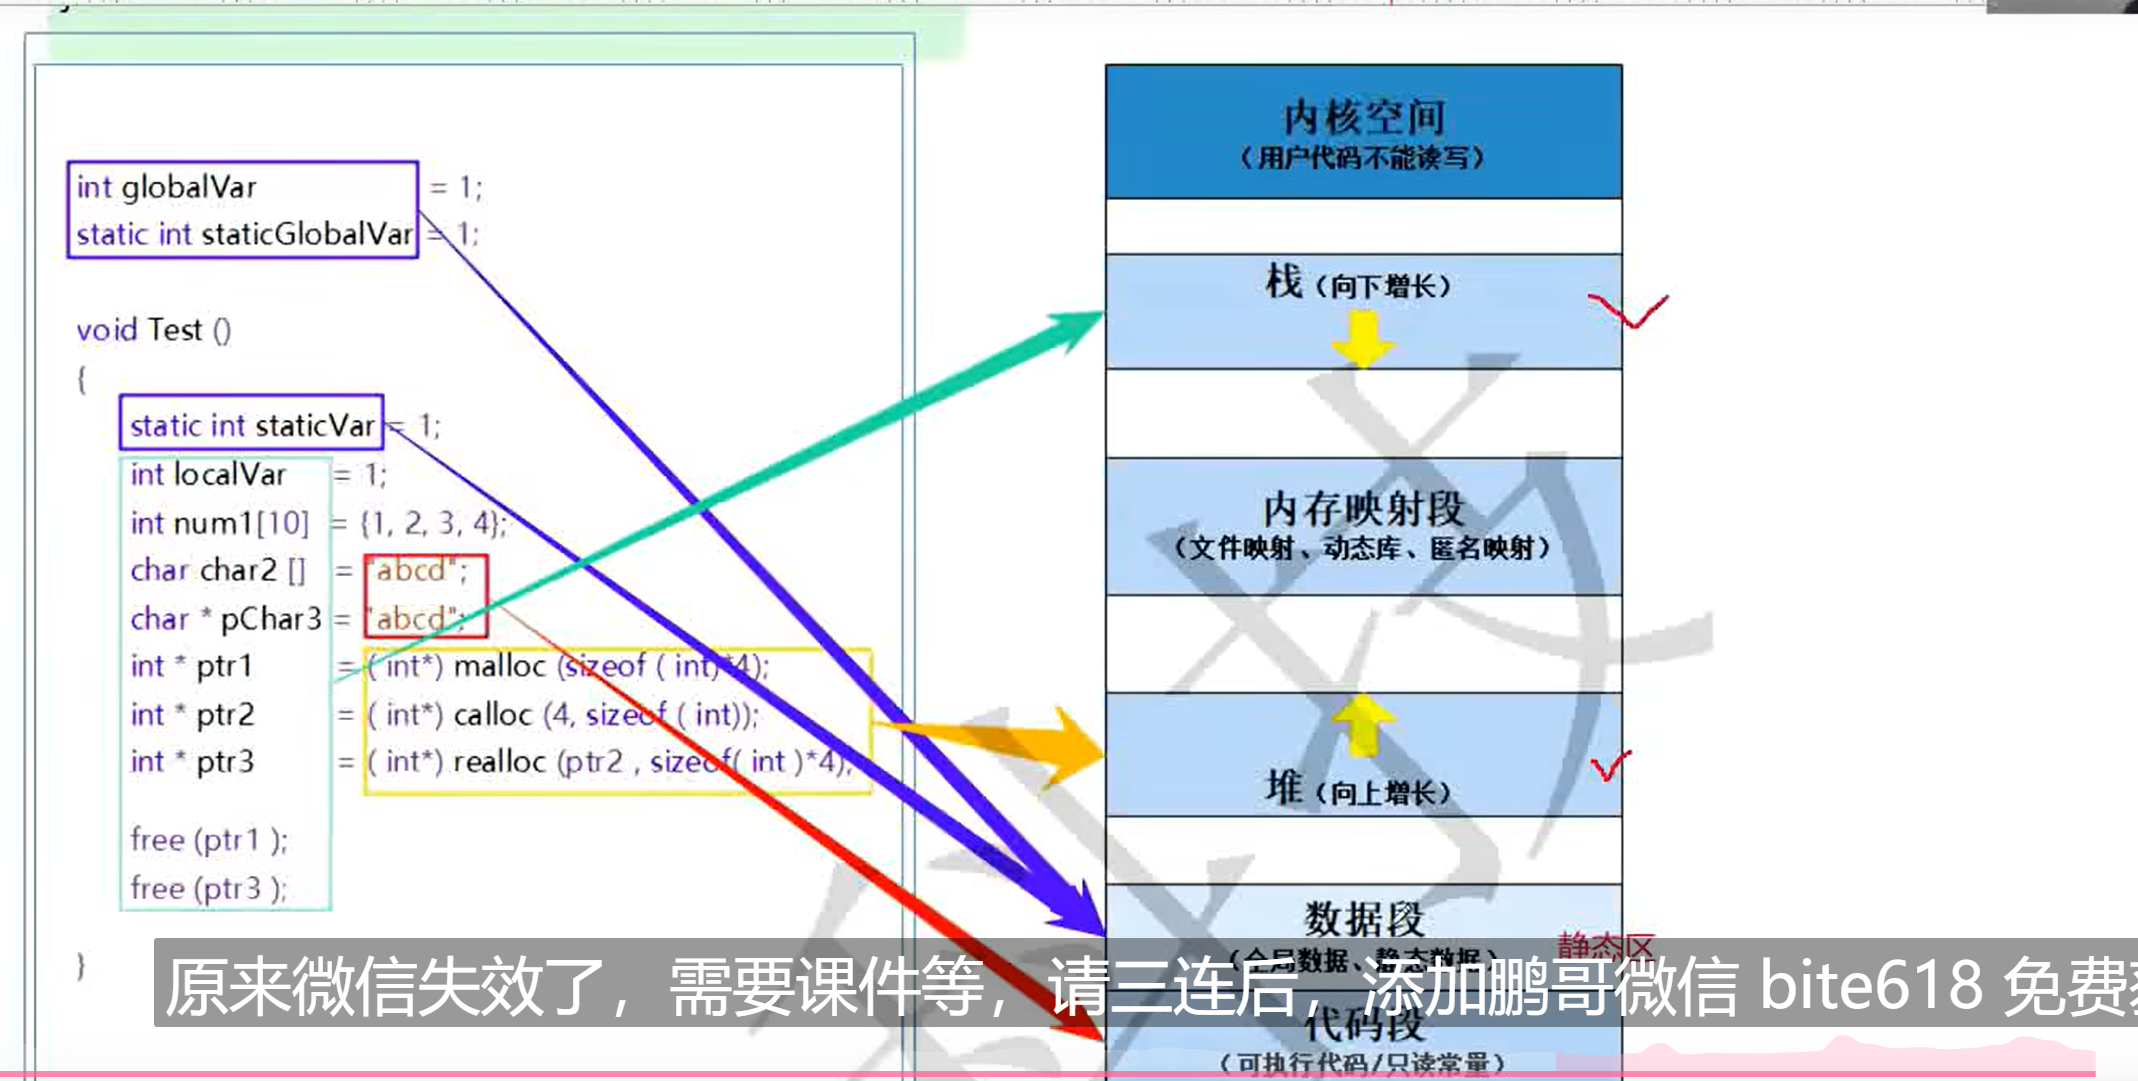 int globalVar = 1;
static int staticGlobalVar = 1;
void Test ()
{
static int staticVar = 1;
int localVar = 1;
int num1[10] = {1, 2, 3, 4};
char char2 [] = "abcd";
char * pChar3 = "abcd";
int * ptr1 = ( int*) malloc (sizeof ( int)*4);
int * ptr2 = ( int*) calloc (4, sizeof ( int));
int * ptr3 = ( int*) realloc (ptr2 , sizeof( int )*4);
free (ptr1 );
free (ptr3 );
}
内核空间
（用户代码不能读写）
栈（向下增长）
内存映射段
（文件映射、动态库、匿名映射）
堆（向上增长）
数据段
（全局数据、静态数据）
静态区
代码段
（可执行代码/只读常量）
原来微信失效了，需要课件等，请三连后，添加鹏哥微信 bite618 免费